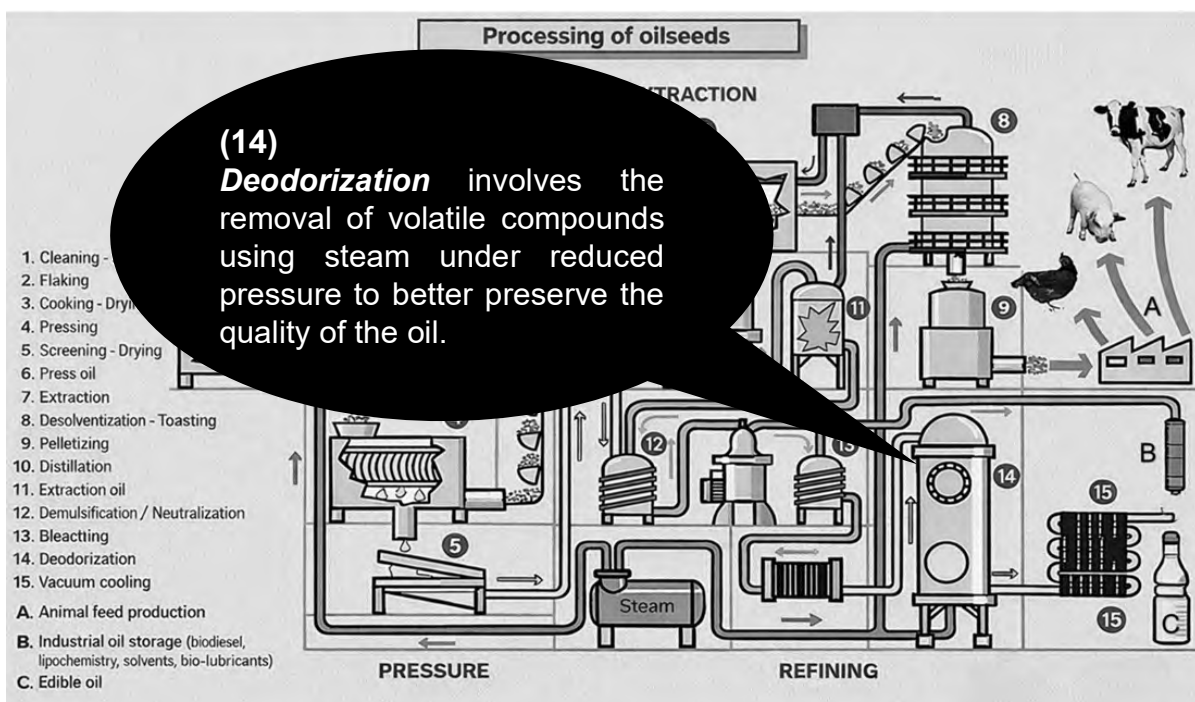 Processing of oilseeds
TRACTION
(14)
Deodorization involves the
removal of volatile compounds
using steam under reduced
pressure to better preserve the
quality of the oil.
8
1. Cleaning -
2. Flaking
3. Cooking - Dryin
4. Pressing
5. Screening - Drying
6. Press oil
7. Extraction
8. Desolventization - Toasting
9. Pelletizing
10. Distillation
11. Extraction oil
12. Demulsification / Neutralization
13. Bleactting
14. Deodorization
15. Vacuum cooling
A. Animal feed production
B. Industrial oil storage (biodiesel,
lipochemistry, solvents, bio-lubricants)
C. Edible oil
11
9
A
12
13
14
B
15
5
Steam
15
C
PRESSURE
REFINING